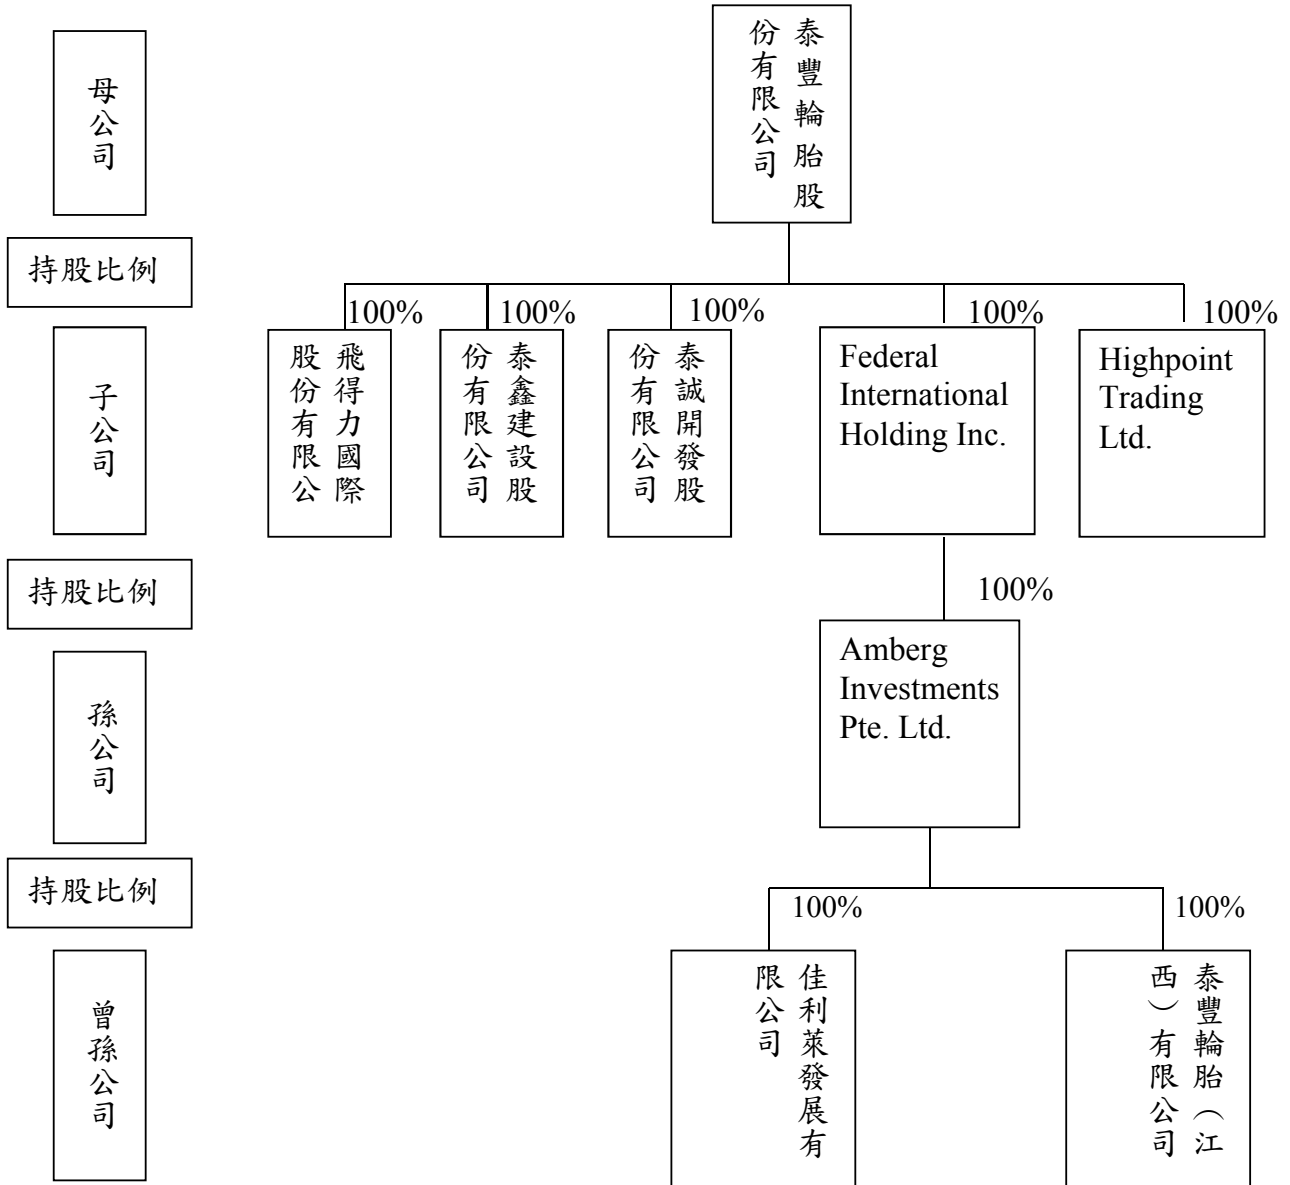 母公司
泰豐輪胎股
份有限公司
持股比例
100%
100%
100%
100%
100%
子公司
飛得力國際
股份有限公
泰鑫建設股
份有限公司
泰誠開發股
份有限公司
Federal
International
Holding Inc.
Highpoint
Trading
Ltd.
持股比例
100%
孫公司
Amberg
Investments
Pte. Ltd.
持股比例
100%
100%
曾孫公司
佳利萊發展有
限公司
泰豐輪胎（江
西）有限公司